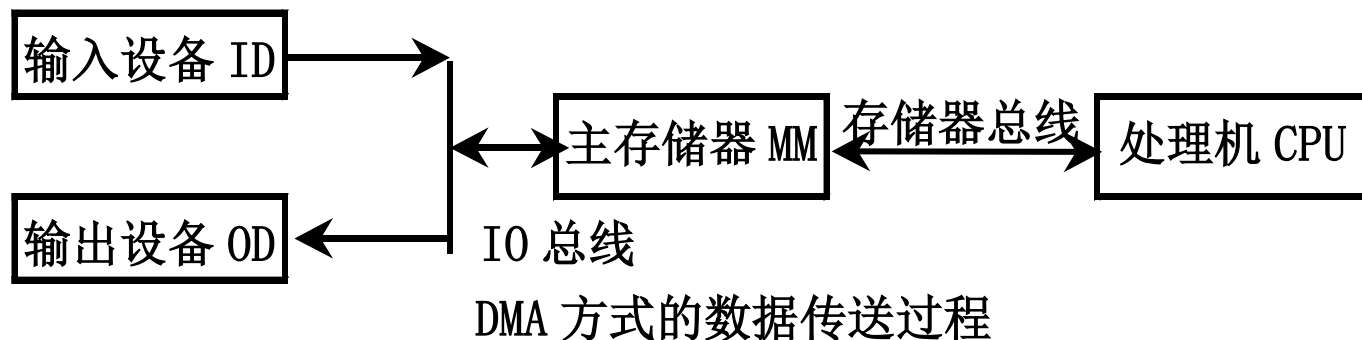 输入设备 ID
存储器总线
主存储器 MM
处理机 CPU
输出设备 OD
IO 总线
DMA 方式的数据传送过程